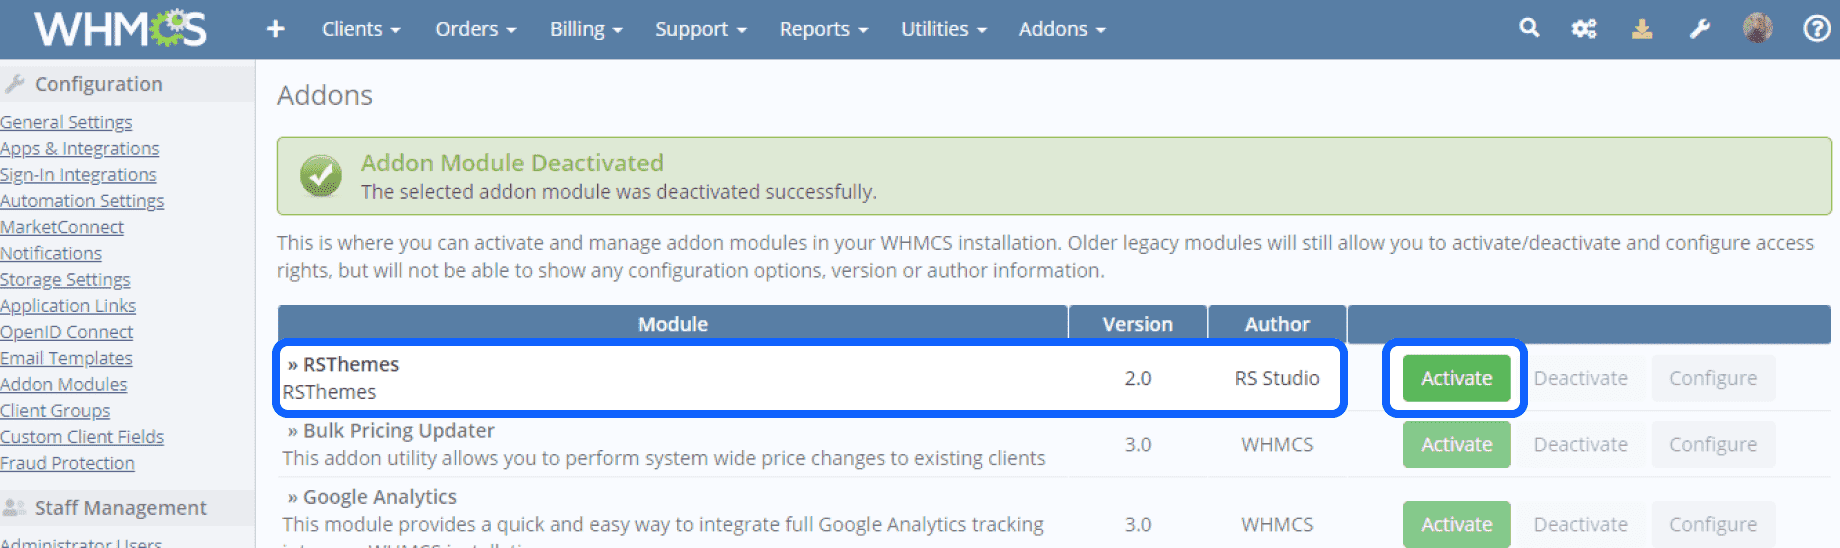 WHMCS
+ Clients Orders Billing Support Reports Utilities Addons ?
Configuration
General Settings
Apps & Integrations
Sign-In Integrations
Automation Settings
MarketConnect
Notifications
Storage Settings
Application Links
OpenID Connect
Email Templates
Addon Modules
Client Groups
Custom Client Fields
Fraud Protection
Staff Management
Administrator Users
Addons
Addon Module Deactivated
The selected addon module was deactivated successfully.
This is where you can activate and manage addon modules in your WHMCS installation. Older legacy modules will still allow you to activate/deactivate and configure access
rights, but will not be able to show any configuration options, version or author information.
Module Version Author
» RSThemes
RSThemes
2.0 RS Studio Activate Deactivate Configure
» Bulk Pricing Updater
This addon utility allows you to perform system wide price changes to existing clients
3.0 WHMCS Activate Deactivate Configure
» Google Analytics
This module provides a quick and easy way to integrate full Google Analytics tracking
3.0 WHMCS Activate Deactivate Configure